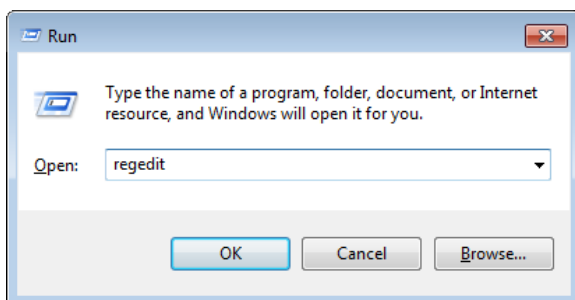 Run
Type the name of a program, folder, document, or Internet
resource, and Windows will open it for you.
Open: regedit
OK Cancel Browse...